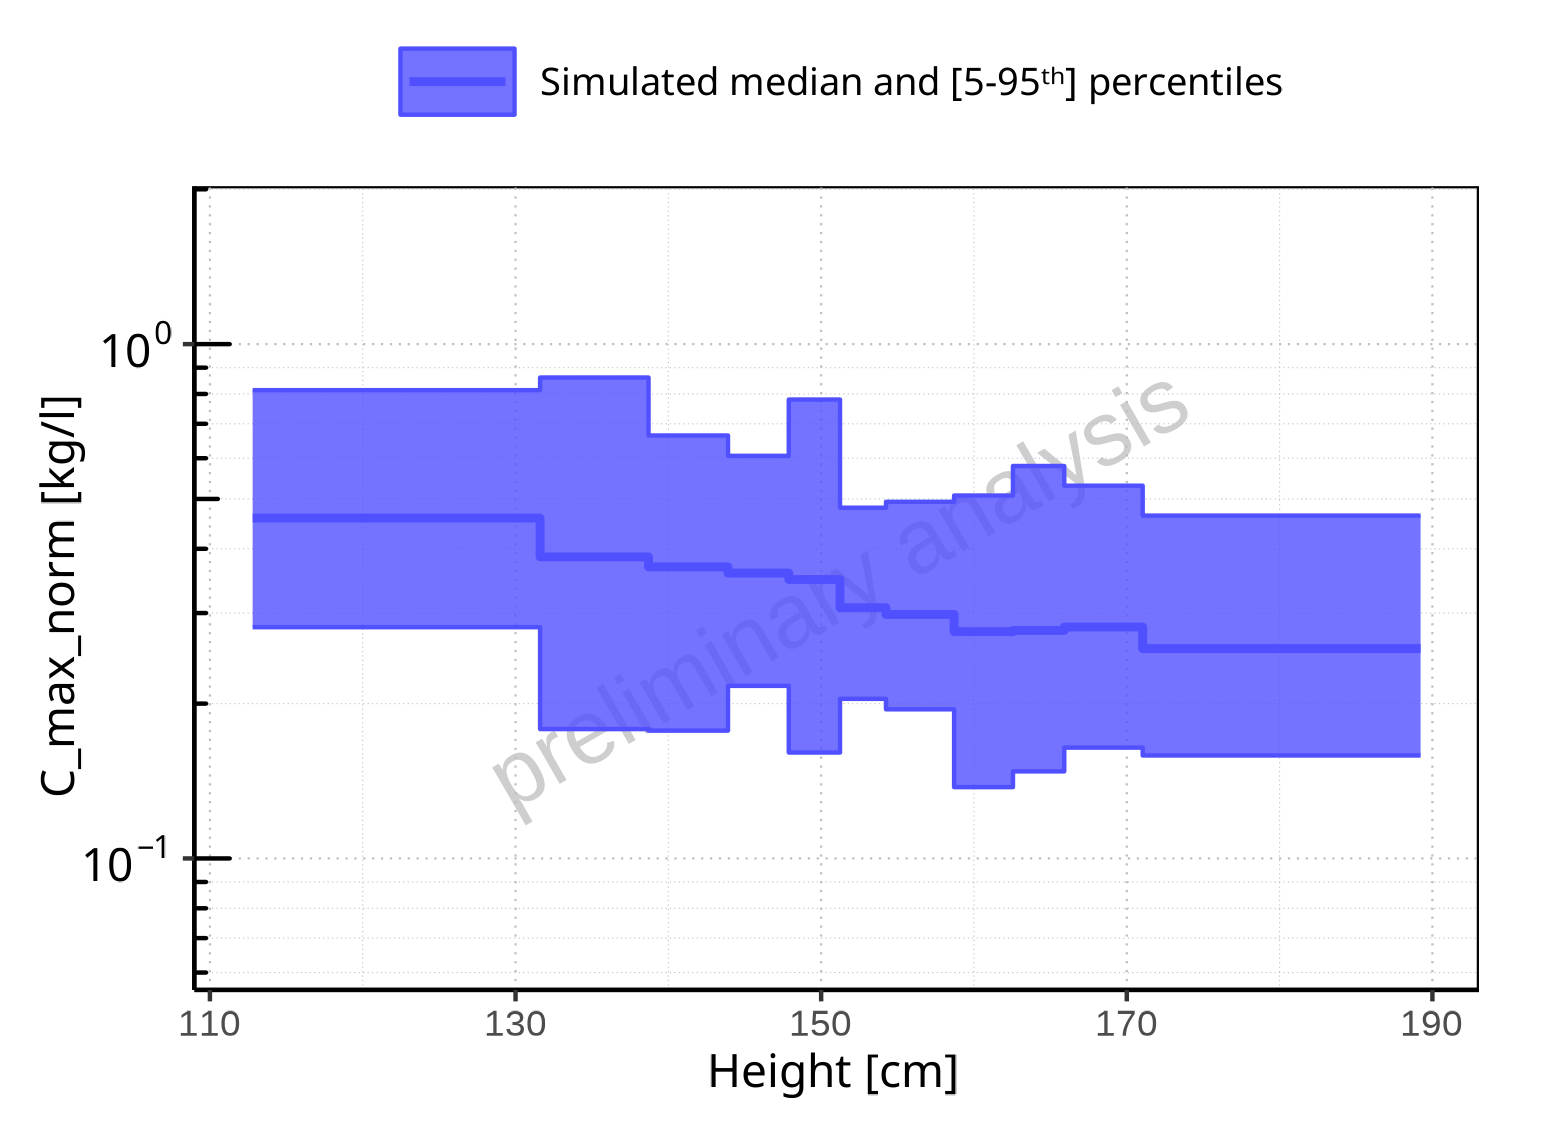 Simulated median and [5-95ᵗʰ] percentiles
C_max_norm [kg/l]
10⁰
10⁻¹
preliminary analysis
110 130 150 170 190
Height [cm]